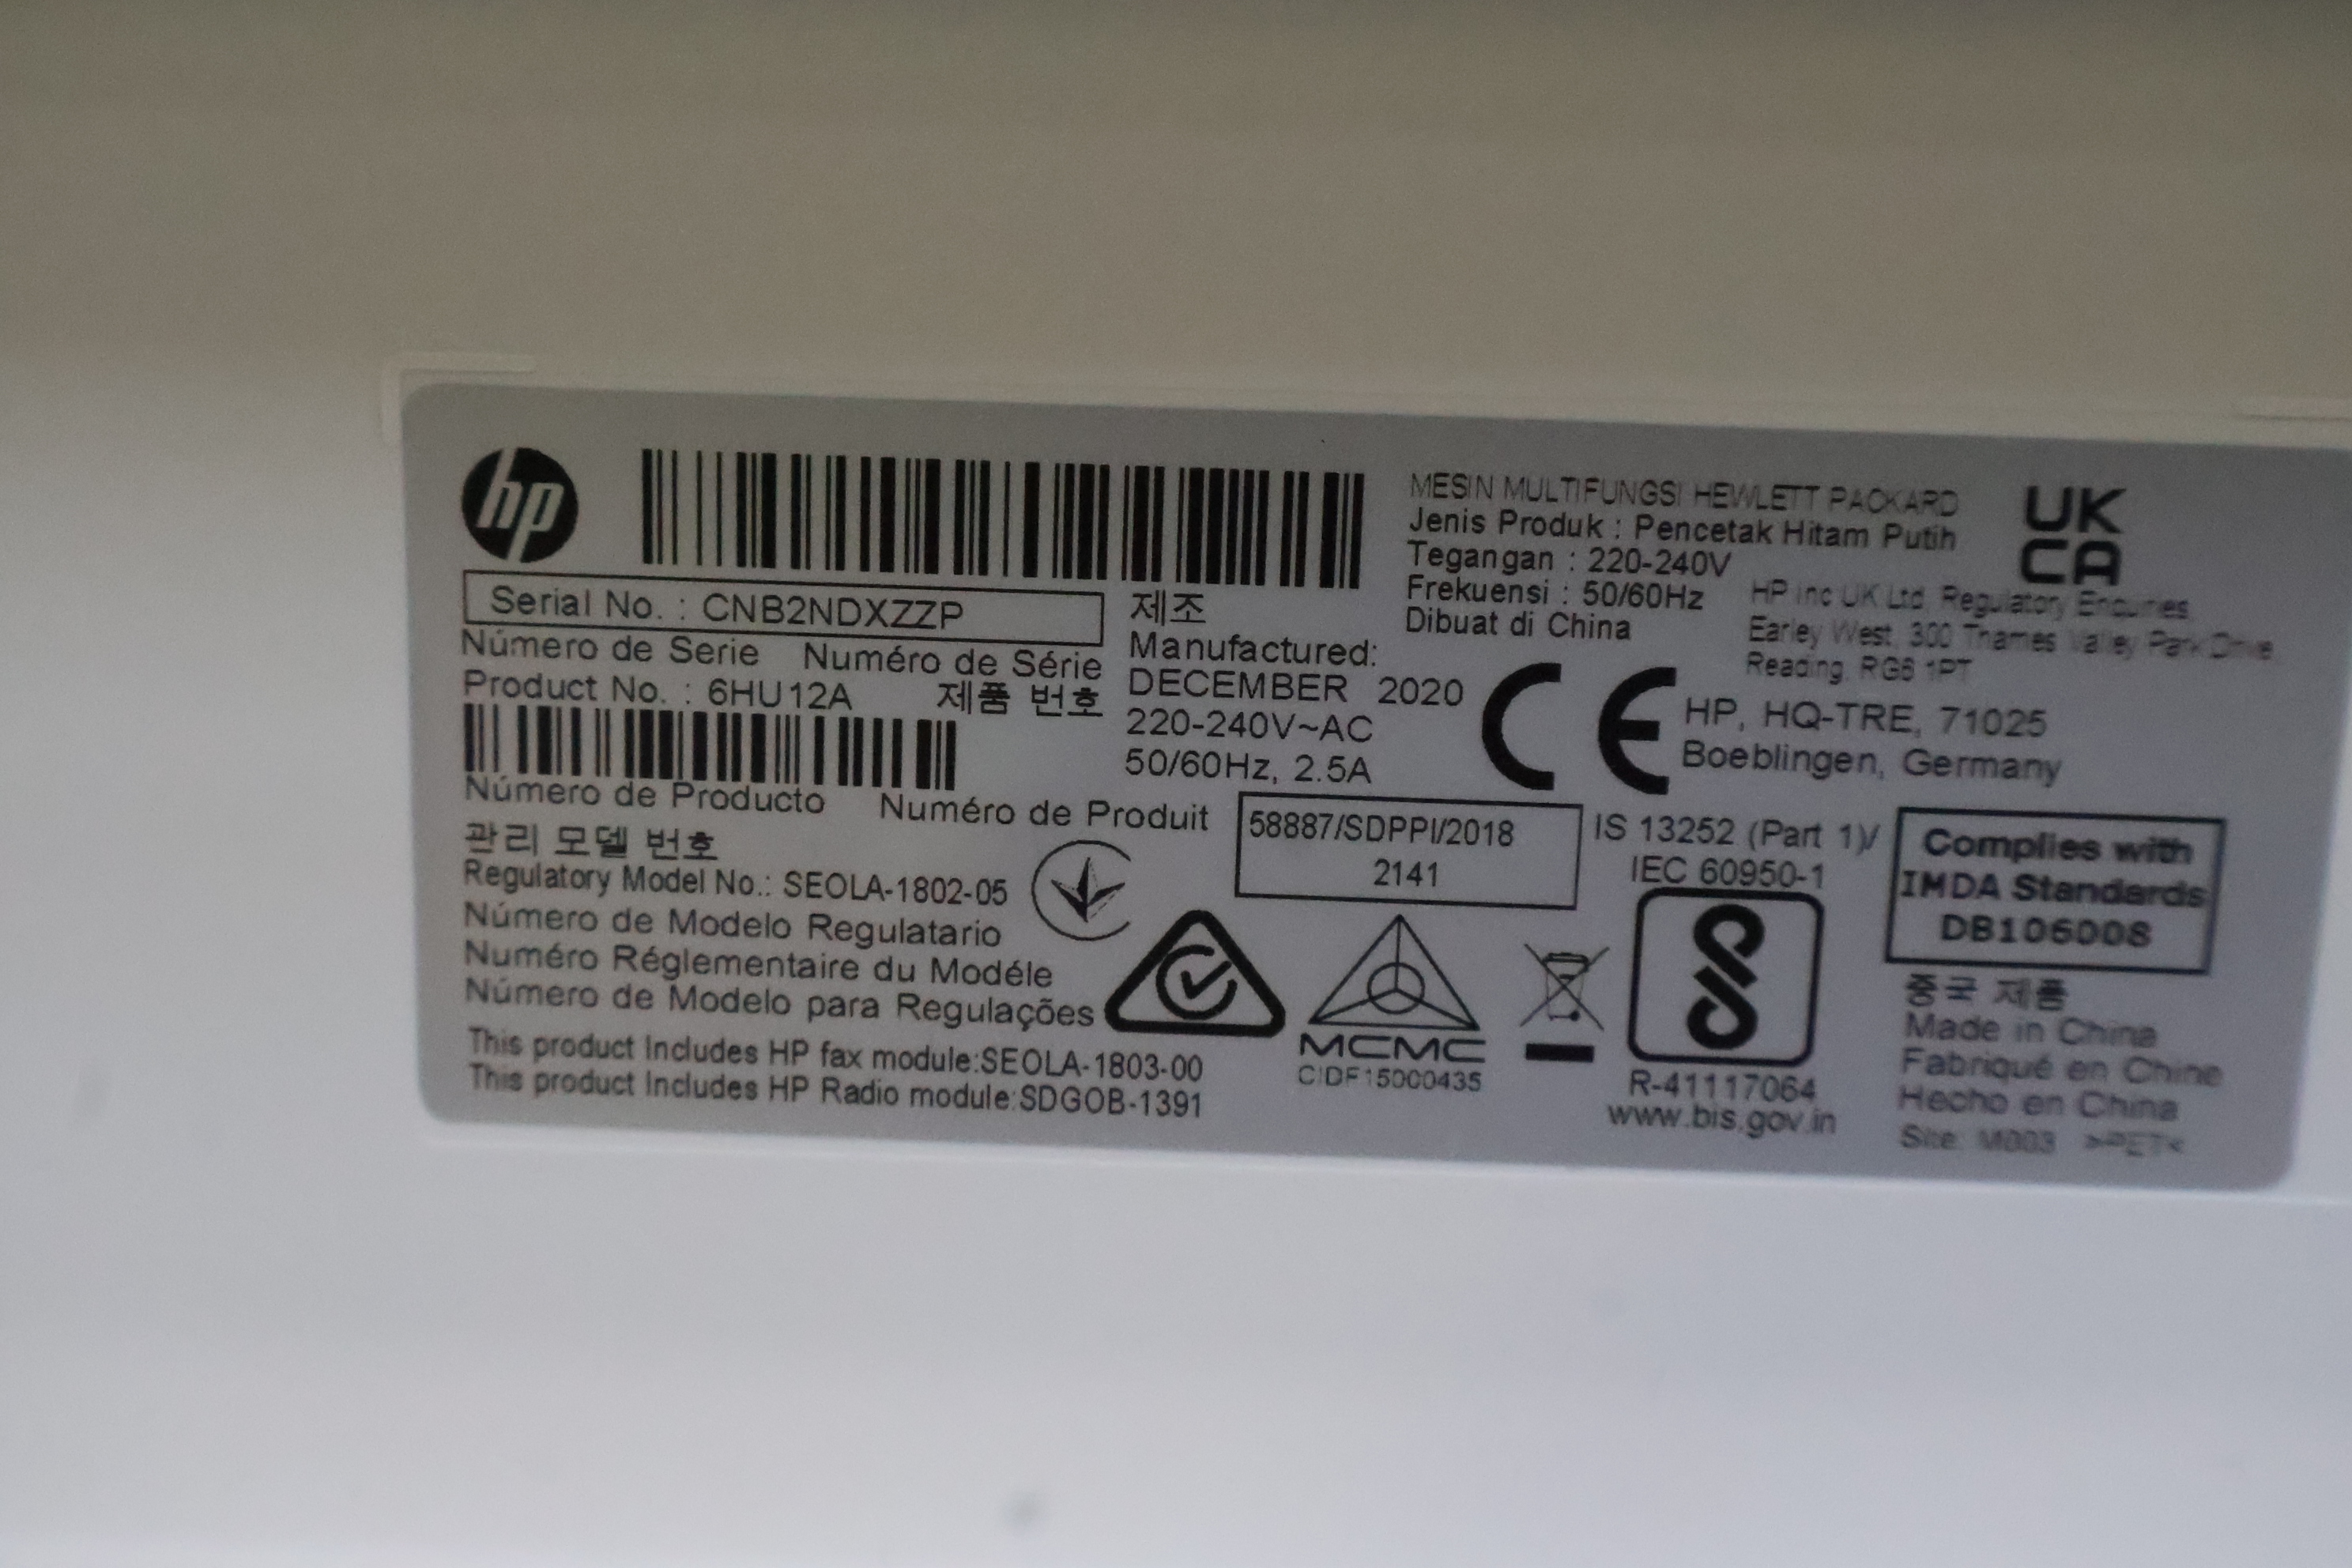 hp
Serial No. : CNB2NDXZZP
Número de Serie Numéro de Série
Product No. : 6HU12A 제품 번호
Número de Producto Numéro de Produit
관리 모델 번호
Regulatory Model No.: SEOLA-1802-05
Número de Modelo Regulatario
Numéro Réglementaire du Modéle
Número de Modelo para Regulações
This product Includes HP fax module:SEOLA-1803-00
This product Includes HP Radio module:SDGOB-1391
제조
Manufactured:
DECEMBER 2020
220-240V~AC
50/60Hz, 2.5A
MESIN MULTIFUNGSI HEWLETT PACKARD
Jenis Produk : Pencetak Hitam Putih
Tegangan : 220-240V
Frekuensi : 50/60Hz
Dibuat di China
UK
CA
HP Inc UK Ltd, Regulatory Enquiries,
Earley West, 300 Thames Valley Park Drive,
Reading, RG6 1PT
CE
HP, HQ-TRE, 71025
Boeblingen, Germany
58887/SDPPI/2018
2141
MCMC
CIDF15000435
IS 13252 (Part 1)/
IEC 60950-1
R-41117064
www.bis.gov.in
Complies with
IMDA Standards
DB106008
중국 제품
Made in China
Fabriqué en Chine
Hecho en China
Site: M003 >PET<